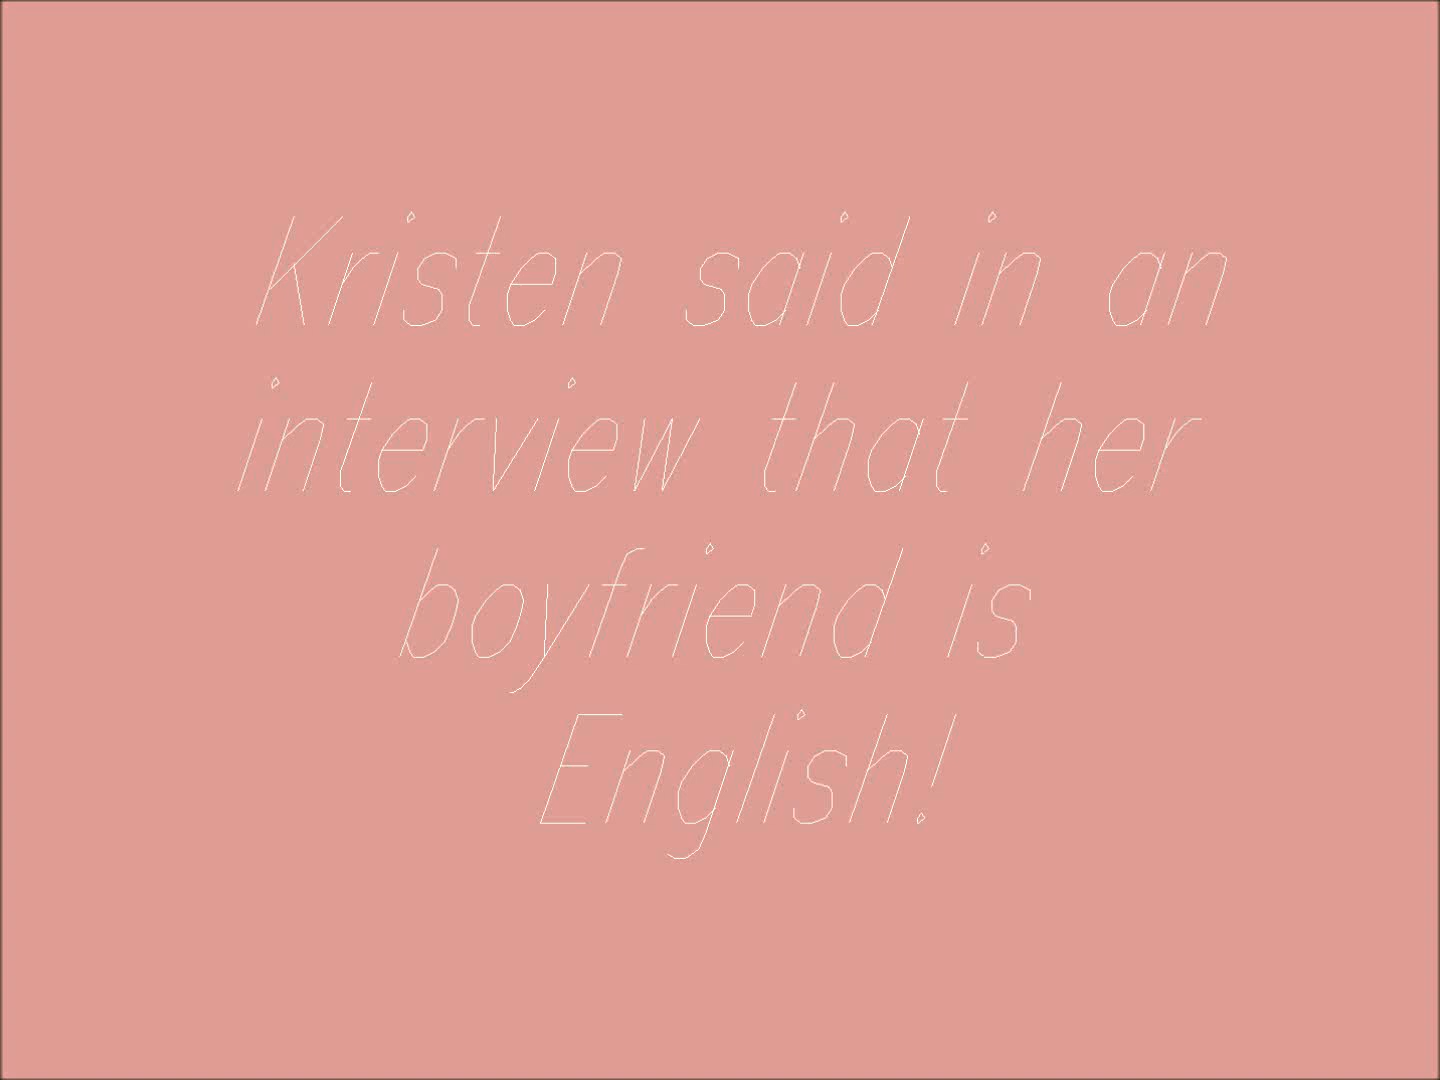 Kristen said in an
interview that her
boyfriend is
English!